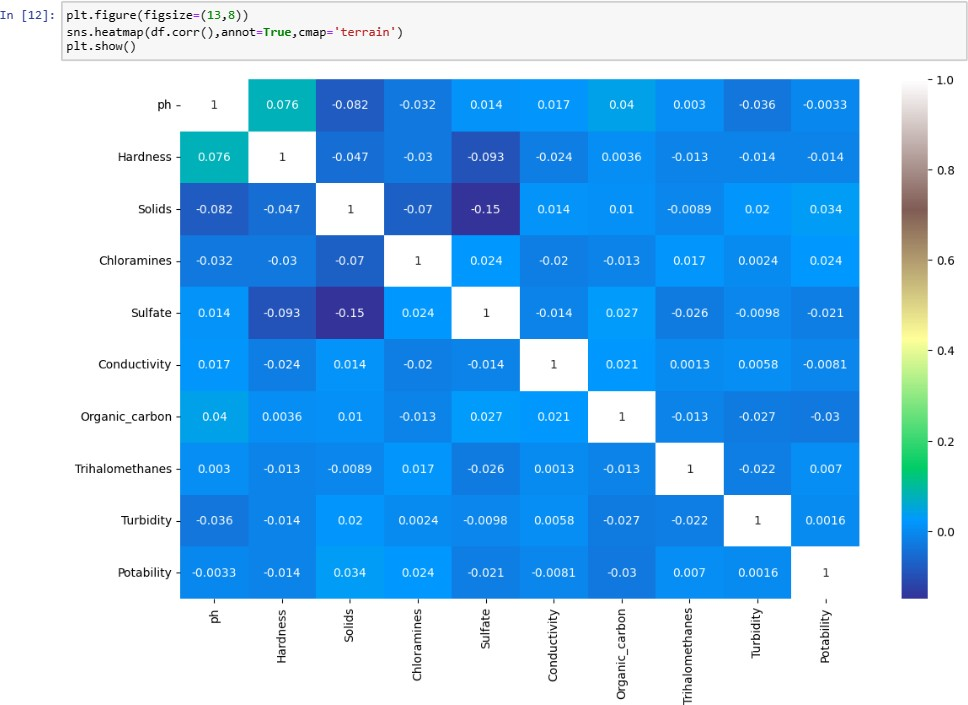 In [12]: plt.figure(figsize=(13,8))
sns.heatmap(df.corr(),annot=True,cmap='terrain')
plt.show()
ph 1 0.076 -0.082 -0.032 0.014 0.017 0.04 0.003 -0.036 -0.0033
Hardness 0.076 1 -0.047 -0.03 -0.093 -0.024 0.0036 -0.013 -0.014 -0.014
Solids -0.082 -0.047 1 -0.07 -0.15 0.014 0.01 -0.0089 0.02 0.034
Chloramines -0.032 -0.03 -0.07 1 0.024 -0.02 -0.013 0.017 0.0024 0.024
Sulfate 0.014 -0.093 -0.15 0.024 1 -0.014 0.027 -0.026 -0.0098 -0.021
Conductivity 0.017 -0.024 0.014 -0.02 -0.014 1 0.021 0.0013 0.0058 -0.0081
Organic_carbon 0.04 0.0036 0.01 -0.013 0.027 0.021 1 -0.013 -0.027 -0.03
Trihalomethanes 0.003 -0.013 -0.0089 0.017 -0.026 0.0013 -0.013 1 -0.022 0.007
Turbidity -0.036 -0.014 0.02 0.0024 -0.0098 0.0058 -0.027 -0.022 1 0.0016
Potability -0.0033 -0.014 0.034 0.024 -0.021 -0.0081 -0.03 0.007 0.0016 1
ph
Hardness
Solids
Chloramines
Sulfate
Conductivity
Organic_carbon
Trihalomethanes
Turbidity
Potability
1.0
0.8
0.6
0.4
0.2
0.0